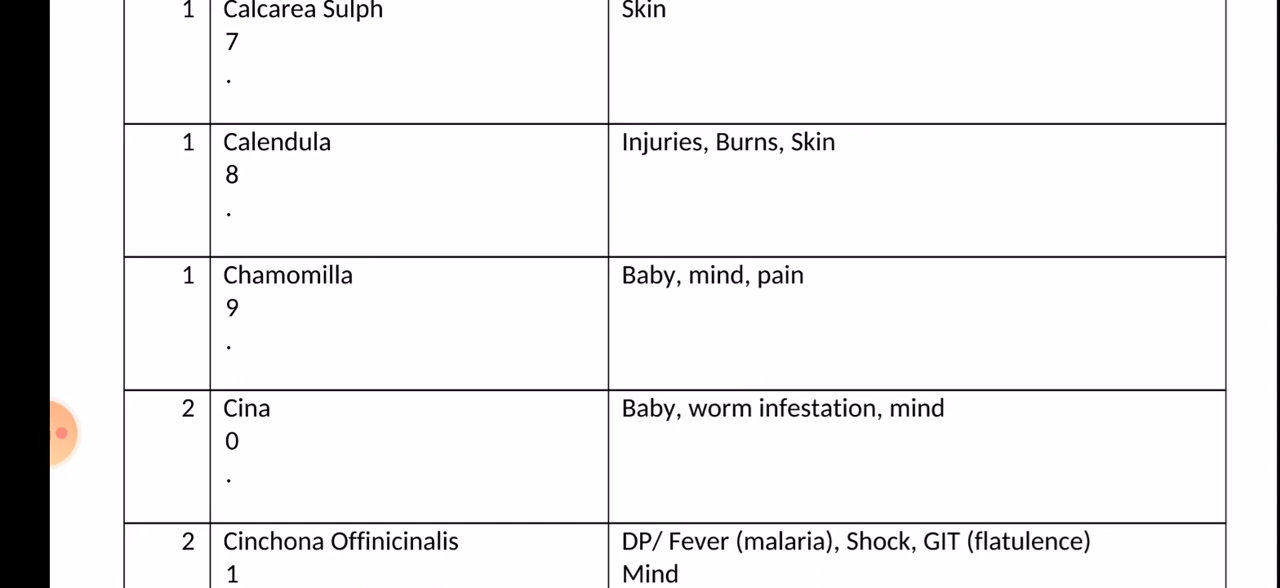 1 Calcarea Sulph Skin
7
.
1 Calendula Injuries, Burns, Skin
8
.
1 Chamomilla Baby, mind, pain
9
.
2 Cina Baby, worm infestation, mind
0
.
2 Cinchona Offinicinalis DP/ Fever (malaria), Shock, GIT (flatulence)
1 Mind